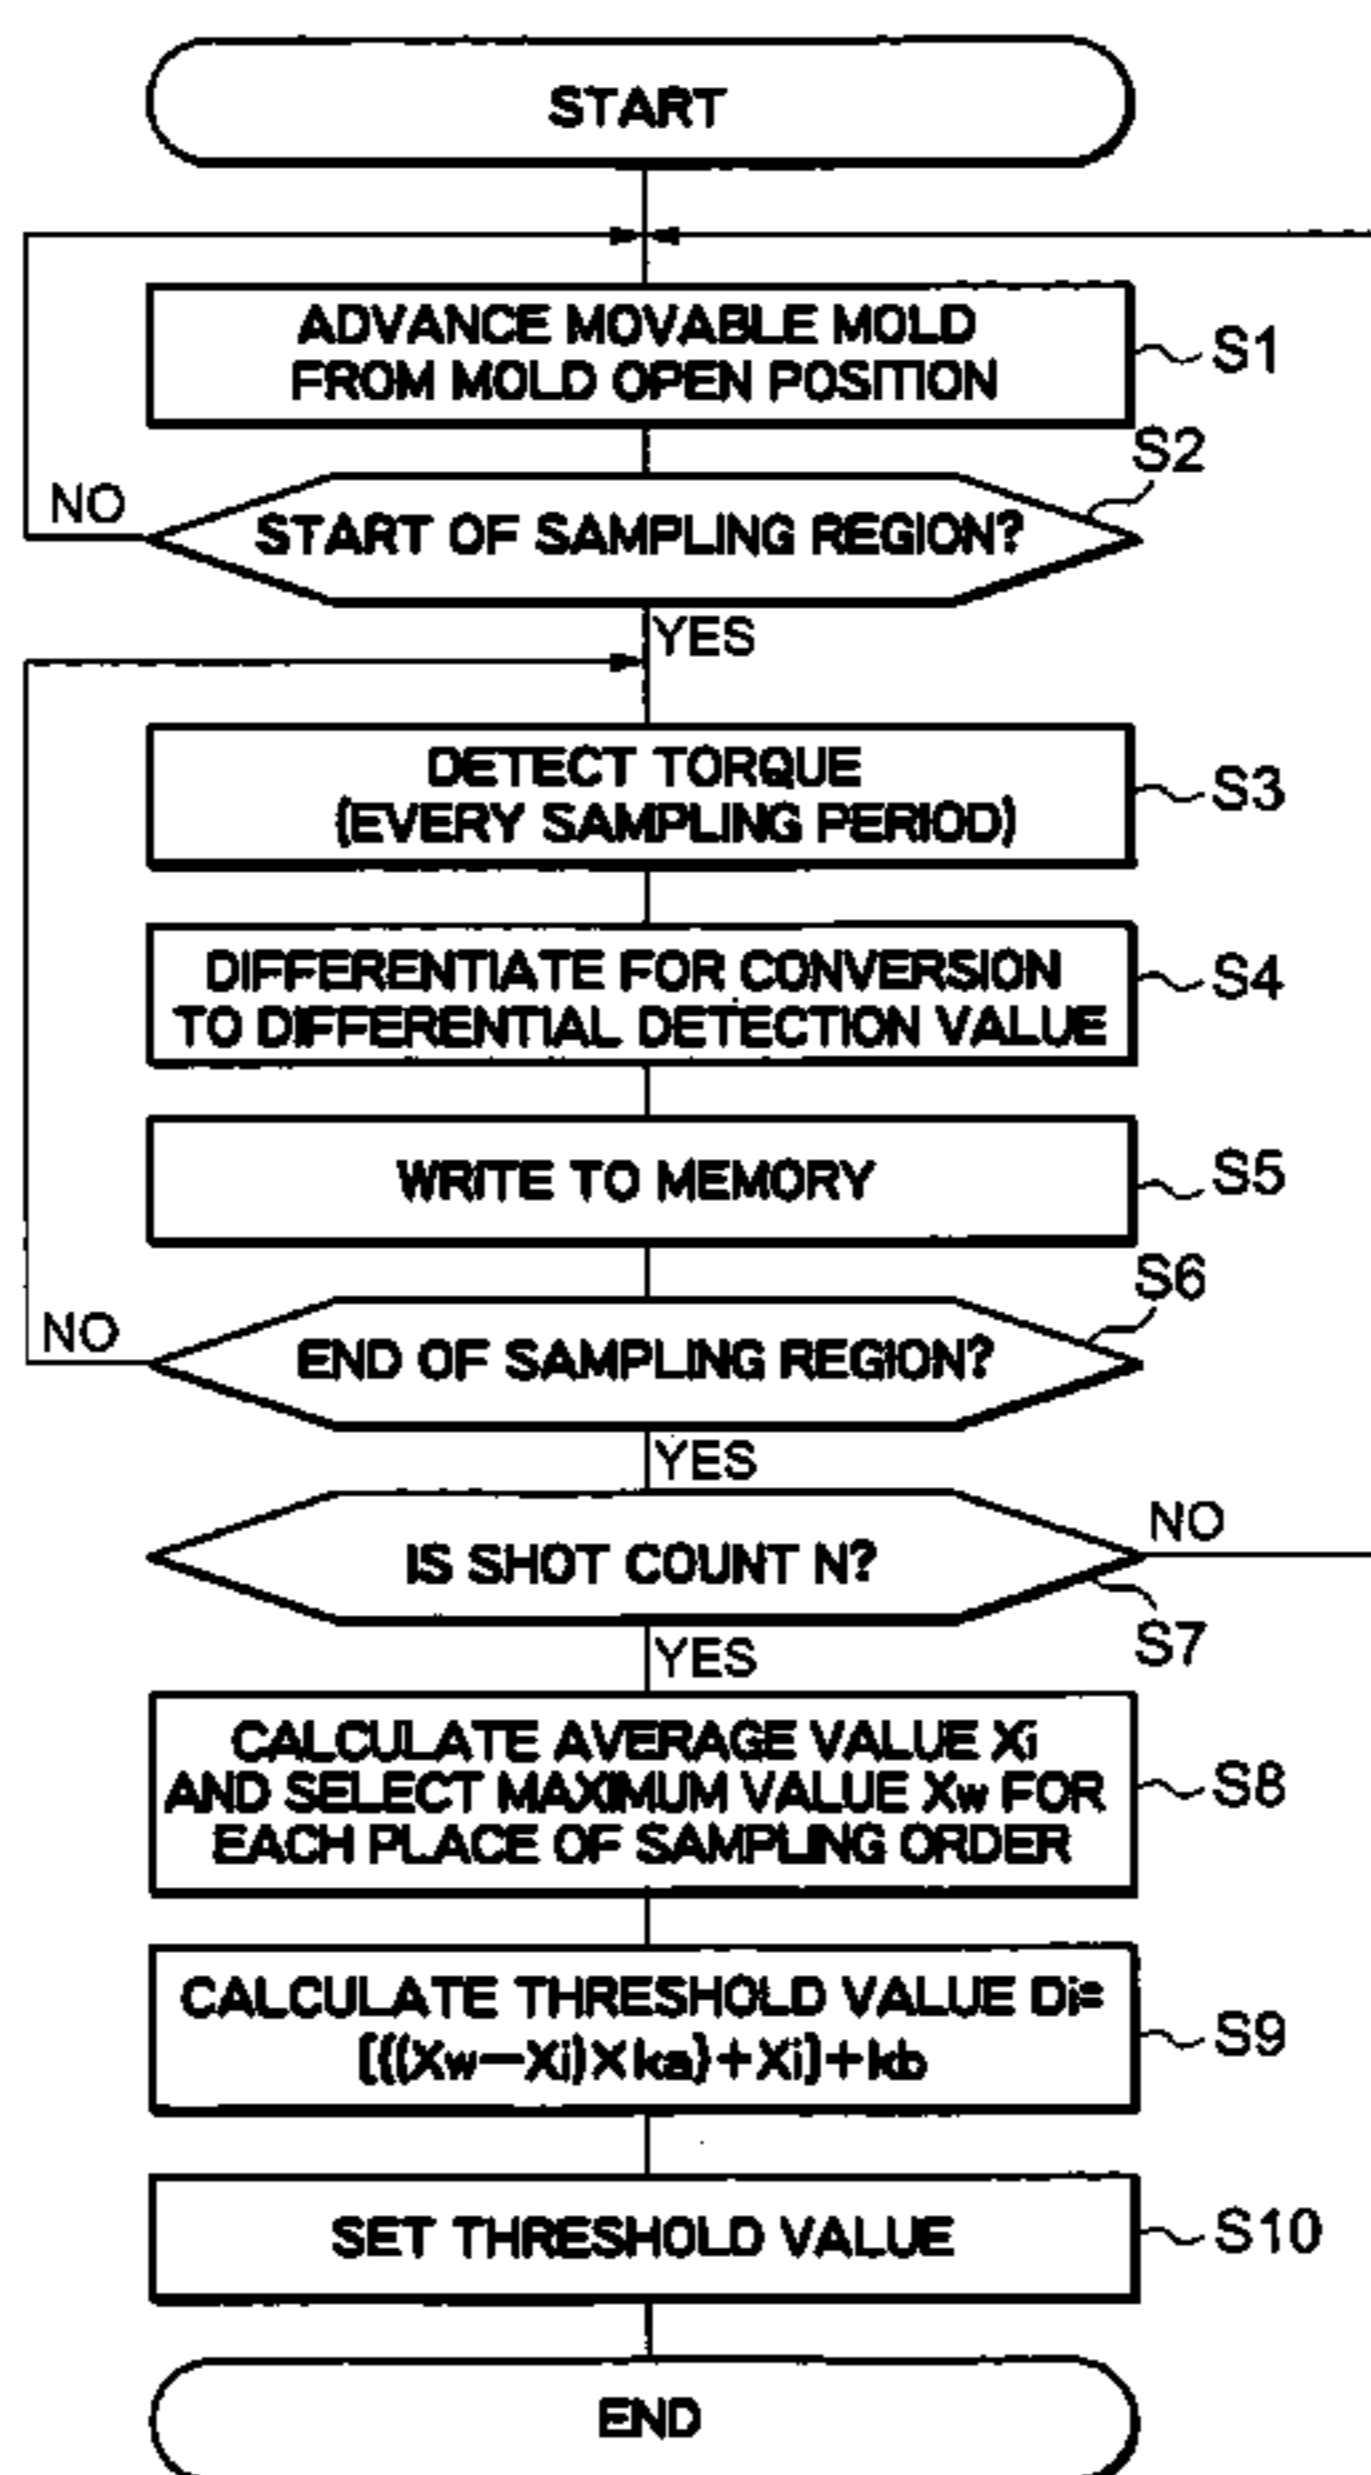 START
ADVANCE MOVABLE MOLD
FROM MOLD OPEN POSITION
S1
S2
NO
START OF SAMPLING REGION?
YES
DETECT TORQUE
(EVERY SAMPLING PERIOD)
S3
DIFFERENTIATE FOR CONVERSION
TO DIFFERENTIAL DETECTION VALUE
S4
WRITE TO MEMORY
S5
S6
NO
END OF SAMPLING REGION?
YES
NO
IS SHOT COUNT N?
S7
YES
CALCULATE AVERAGE VALUE Xi
AND SELECT MAXIMUM VALUE Xw FOR
EACH PLACE OF SAMPLING ORDER
S8
CALCULATE THRESHOLD VALUE Di=
[{(Xw−Xi)×ka}+Xi]+kb
S9
SET THRESHOLD VALUE
S10
END